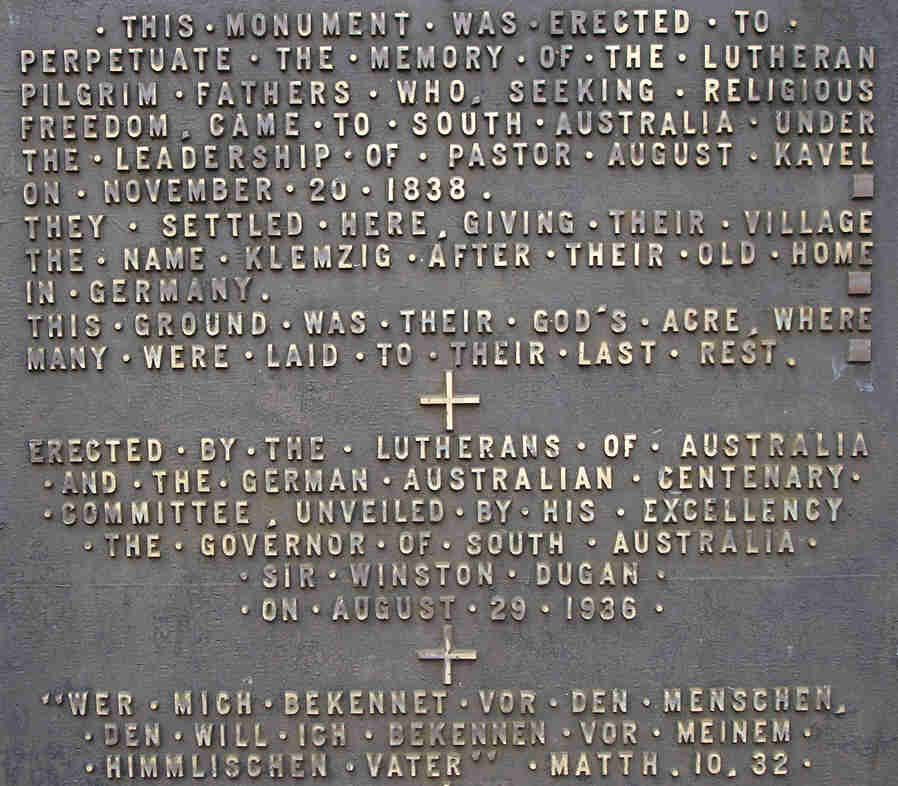 · THIS · MONUMENT · WAS · ERECTED · TO ·
PERPETUATE · THE · MEMORY · OF · THE · LUTHERAN
PILGRIM · FATHERS · WHO, SEEKING · RELIGIOUS
FREEDOM, CAME · TO · SOUTH · AUSTRALIA · UNDER
THE · LEADERSHIP · OF · PASTOR · AUGUST · KAVEL
ON · NOVEMBER · 20 · 1838.
THEY · SETTLED · HERE, GIVING · THEIR · VILLAGE
THE · NAME · KLEMZIG · AFTER · THEIR · OLD · HOME
IN · GERMANY.
THIS · GROUND · WAS · THEIR · GOD'S · ACRE, WHERE
MANY · WERE · LAID · TO · THEIR · LAST · REST.
ERECTED · BY · THE · LUTHERANS · OF · AUSTRALIA
· AND · THE · GERMAN · AUSTRALIAN · CENTENARY ·
· COMMITTEE, UNVEILED · BY · HIS · EXCELLENCY
· THE · GOVERNOR · OF · SOUTH · AUSTRALIA ·
· SIR · WINSTON · DUGAN ·
· ON · AUGUST · 29 · 1936 ·
"WER · MICH · BEKENNET · VOR · DEN · MENSCHEN,
· DEN · WILL · ICH · BEKENNEN · VOR · MEINEM ·
· HIMMLISCHEN · VATER" · MATTH. 10, 32 ·